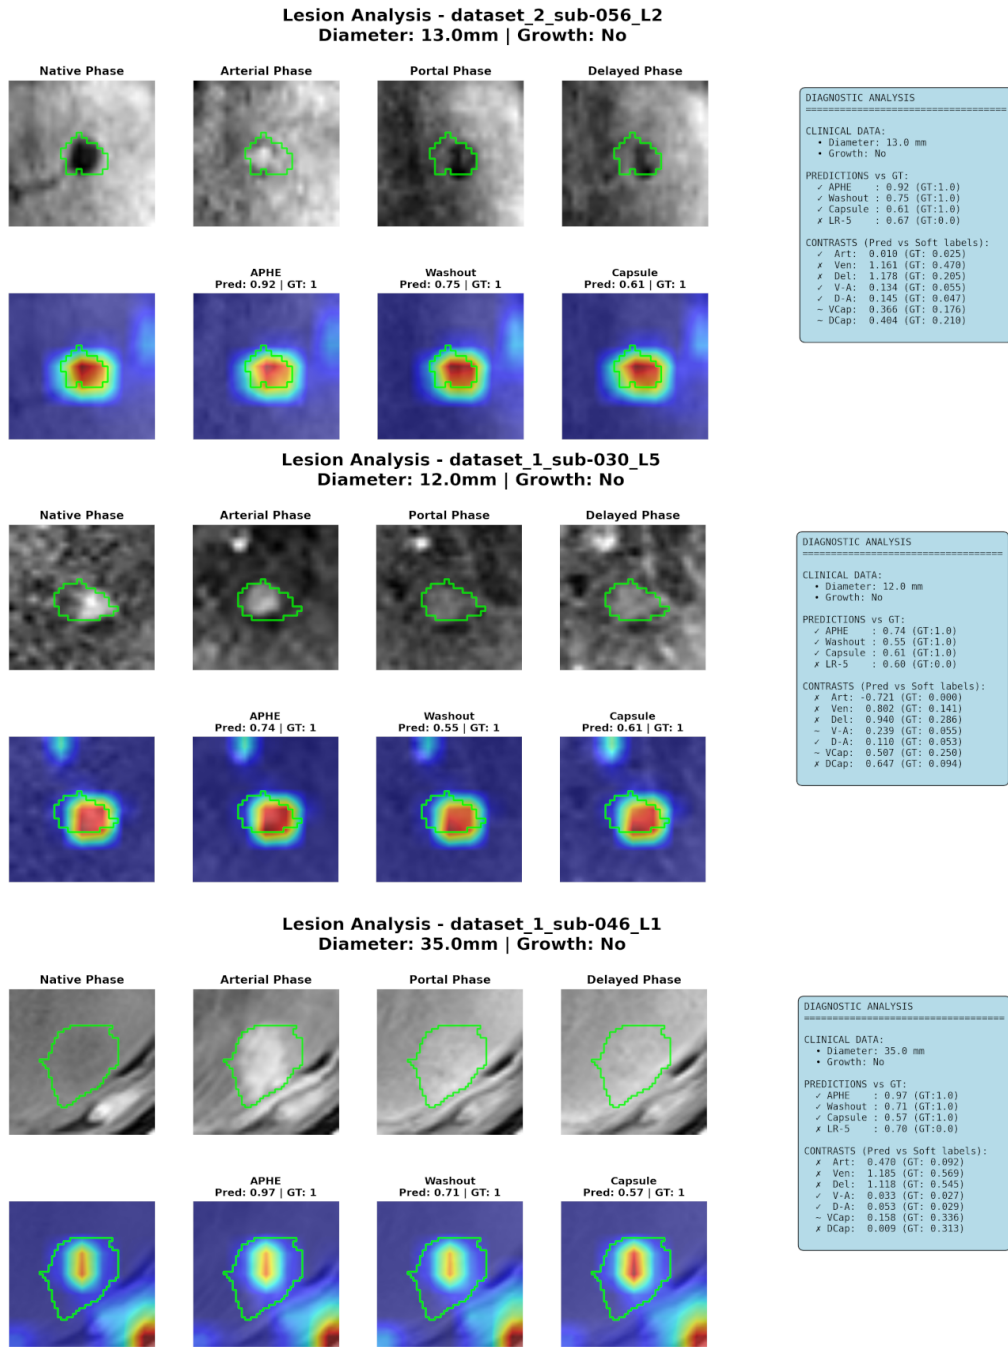 Lesion Analysis - dataset_2_sub-056_L2
Diameter: 13.0mm | Growth: No
Native Phase
Arterial Phase
Portal Phase
Delayed Phase
APHE
Pred: 0.92 | GT: 1
Washout
Pred: 0.75 | GT: 1
Capsule
Pred: 0.61 | GT: 1
DIAGNOSTIC ANALYSIS
==================================
CLINICAL DATA:
• Diameter: 13.0 mm
• Growth: No
PREDICTIONS vs GT:
✓ APHE : 0.92 (GT:1.0)
✓ Washout : 0.75 (GT:1.0)
✓ Capsule : 0.61 (GT:1.0)
✗ LR-5 : 0.67 (GT:0.0)
CONTRASTS (Pred vs Soft labels):
✓ Art: 0.010 (GT: 0.025)
✗ Ven: 1.161 (GT: 0.470)
✗ Del: 1.178 (GT: 0.205)
✓ V-A: 0.134 (GT: 0.055)
✓ D-A: 0.145 (GT: 0.047)
~ VCap: 0.366 (GT: 0.176)
~ DCap: 0.404 (GT: 0.210)
Lesion Analysis - dataset_1_sub-030_L5
Diameter: 12.0mm | Growth: No
Native Phase
Arterial Phase
Portal Phase
Delayed Phase
APHE
Pred: 0.74 | GT: 1
Washout
Pred: 0.55 | GT: 1
Capsule
Pred: 0.61 | GT: 1
DIAGNOSTIC ANALYSIS
==================================
CLINICAL DATA:
• Diameter: 12.0 mm
• Growth: No
PREDICTIONS vs GT:
✓ APHE : 0.74 (GT:1.0)
✓ Washout : 0.55 (GT:1.0)
✓ Capsule : 0.61 (GT:1.0)
✗ LR-5 : 0.60 (GT:0.0)
CONTRASTS (Pred vs Soft labels):
✗ Art: -0.721 (GT: 0.000)
✗ Ven: 0.802 (GT: 0.141)
✗ Del: 0.940 (GT: 0.286)
~ V-A: 0.239 (GT: 0.055)
✓ D-A: 0.110 (GT: 0.053)
~ VCap: 0.507 (GT: 0.250)
✗ DCap: 0.647 (GT: 0.094)
Lesion Analysis - dataset_1_sub-046_L1
Diameter: 35.0mm | Growth: No
Native Phase
Arterial Phase
Portal Phase
Delayed Phase
APHE
Pred: 0.97 | GT: 1
Washout
Pred: 0.71 | GT: 1
Capsule
Pred: 0.57 | GT: 1
DIAGNOSTIC ANALYSIS
==================================
CLINICAL DATA:
• Diameter: 35.0 mm
• Growth: No
PREDICTIONS vs GT:
✓ APHE : 0.97 (GT:1.0)
✓ Washout : 0.71 (GT:1.0)
✓ Capsule : 0.57 (GT:1.0)
✗ LR-5 : 0.70 (GT:0.0)
CONTRASTS (Pred vs Soft labels):
✗ Art: 0.470 (GT: 0.092)
✗ Ven: 1.185 (GT: 0.569)
✗ Del: 1.118 (GT: 0.545)
✓ V-A: 0.033 (GT: 0.027)
✓ D-A: 0.053 (GT: 0.029)
~ VCap: 0.158 (GT: 0.336)
✗ DCap: 0.009 (GT: 0.313)